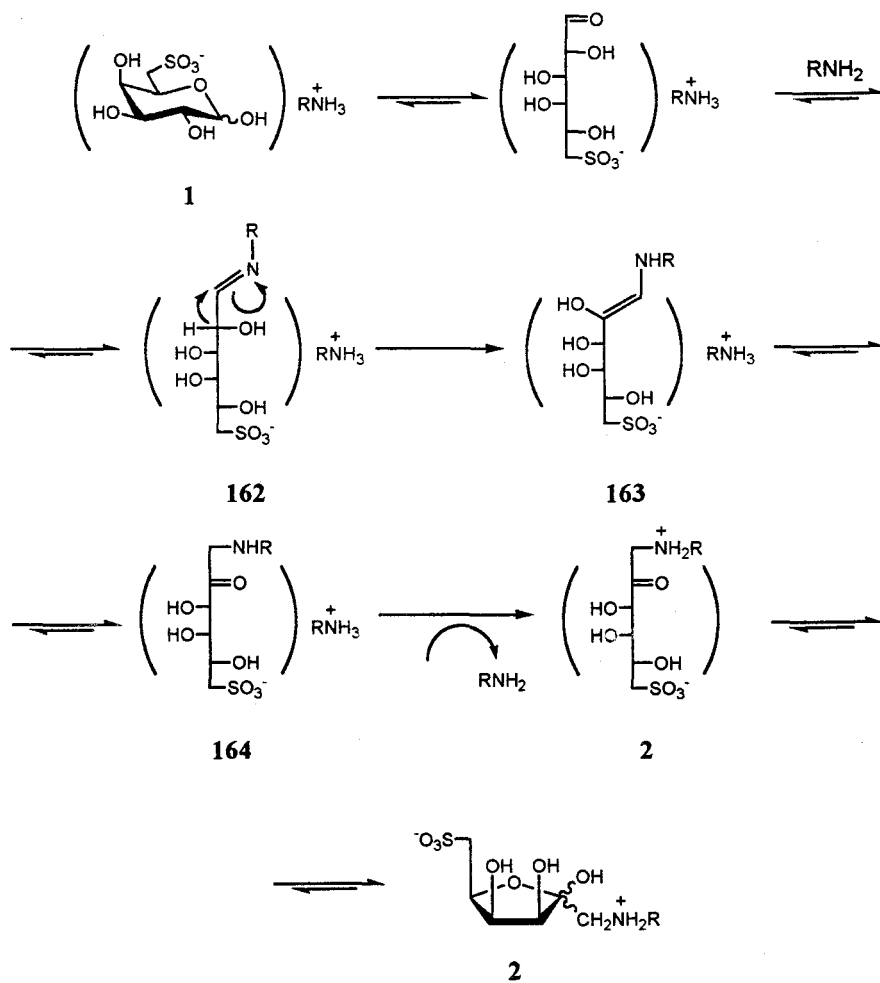 OH SO₃⁻ O HO OH OH
RNH₃⁺
1
O OH HO HO OH SO₃⁻
RNH₃⁺
RNH₂
R N H OH HO HO OH SO₃⁻
RNH₃⁺
162
NHR HO HO HO OH SO₃⁻
RNH₃⁺
163
NHR O HO HO OH SO₃⁻
RNH₃⁺
164
RNH₂
NH₂R⁺ O HO HO OH SO₃⁻
2
⁻O₃S OH OH O OH CH₂NH₂R⁺
2